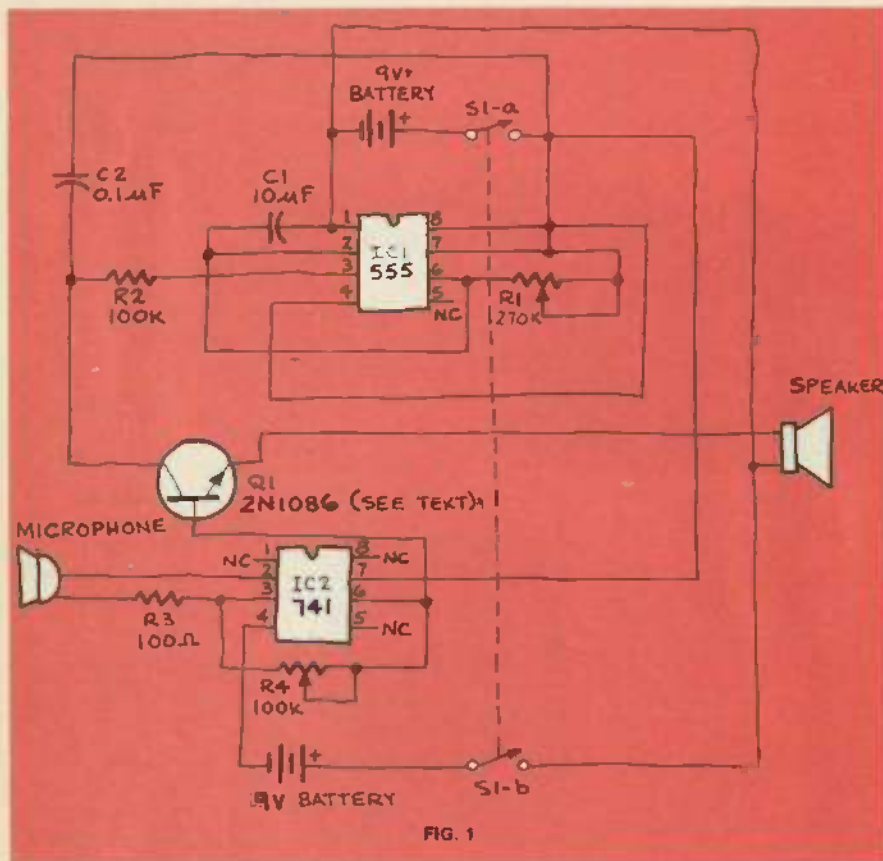 9V+
BATTERY
S1-a
C2
0.1µF
C1
10µF
1
2
3
4
IC1
555
8
7
6
5
NC
R1
270K
R2
100K
SPEAKER
Q1
2N1086 (SEE TEXT)
MICROPHONE
NC
1
2
3
4
IC2
741
8
7
6
5
NC
NC
R3
100Ω
R4
100K
9V BATTERY
S1-b
FIG. 1